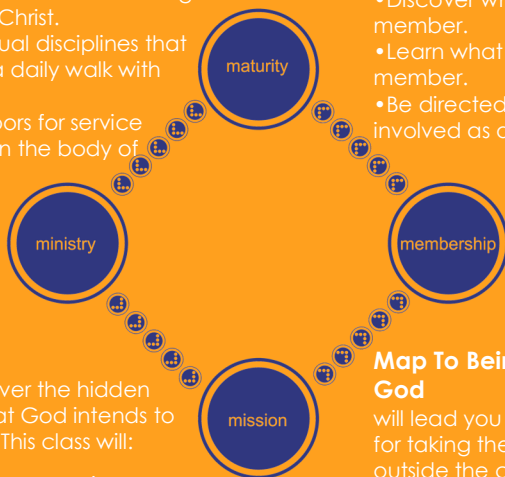 Christ.
ual disciplines that
a daily walk with
ors for service
n the body of
maturity
member.
•Learn what
member.
•Be directed
involved as
ministry
membership
ver the hidden
at God intends to
This class will:
mission
Map To Bein
God
will lead you
for taking the
outside the